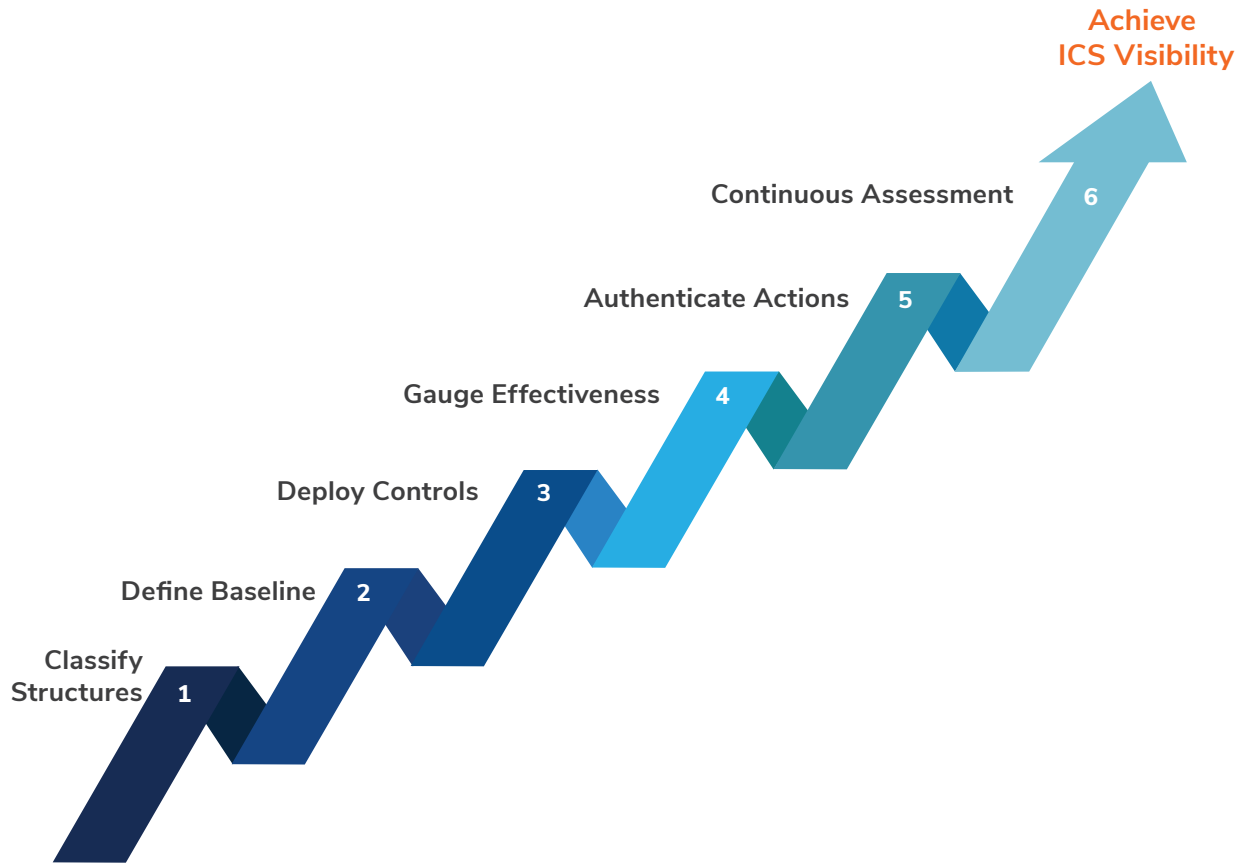 Achieve
ICS Visibility
Continuous Assessment
6
Authenticate Actions
5
Gauge Effectiveness
4
Deploy Controls
3
Define Baseline
2
Classify
Structures
1